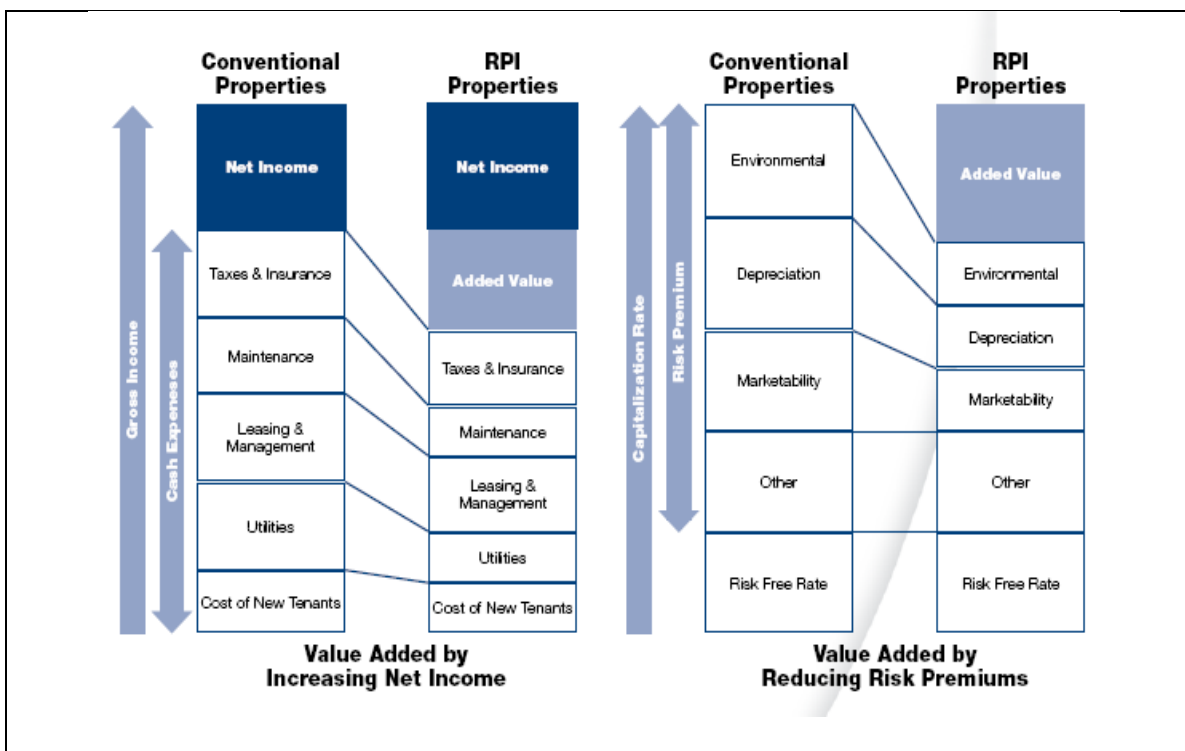 Conventional
Properties
RPI
Properties
Gross Income
Cash Expeneses
Net Income
Taxes & Insurance
Maintenance
Leasing &
Management
Utilities
Cost of New Tenants
Net Income
Added Value
Taxes & Insurance
Maintenance
Leasing &
Management
Utilities
Cost of New Tenants
Value Added by
Increasing Net Income
Conventional
Properties
RPI
Properties
Capitalization Rate
Risk Premium
Environmental
Depreciation
Marketability
Other
Risk Free Rate
Added Value
Environmental
Depreciation
Marketability
Other
Risk Free Rate
Value Added by
Reducing Risk Premiums